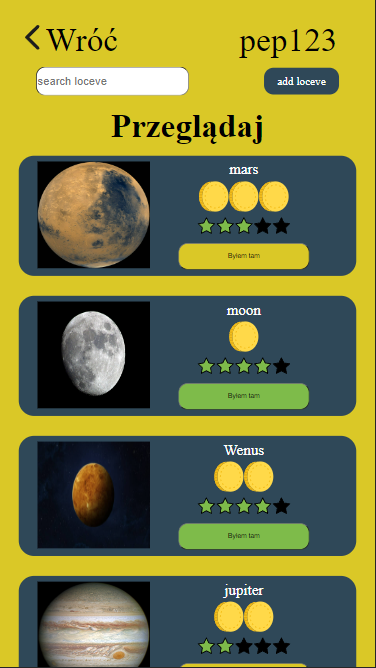 Wróć
pep123
search loceve
add loceve
Przeglądaj
mars
Byłem tam
moon
Byłem tam
Wenus
Byłem tam
jupiter